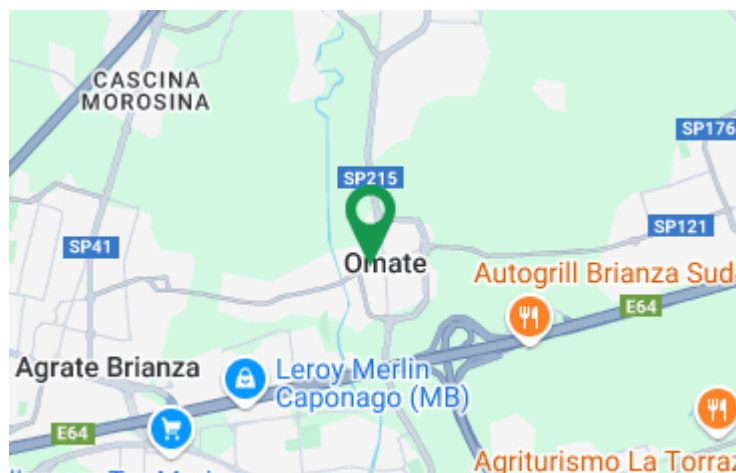 CASCINA
MOROSINA
SP176
SP215
SP41
SP121
Omate
Autogrill Brianza Sud
E64
Agrate Brianza
Leroy Merlin
Caponago (MB)
E64
Agriturismo La Torraz